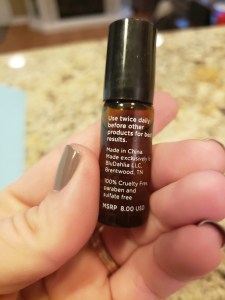 Use twice daily
before other
products for best
results.
Made in China.
Made exclusively
BluDahlia LLC.
Brentwood, TN
100% Cruelty Free,
paraben and
sulfate free
MSRP 8.00 USD